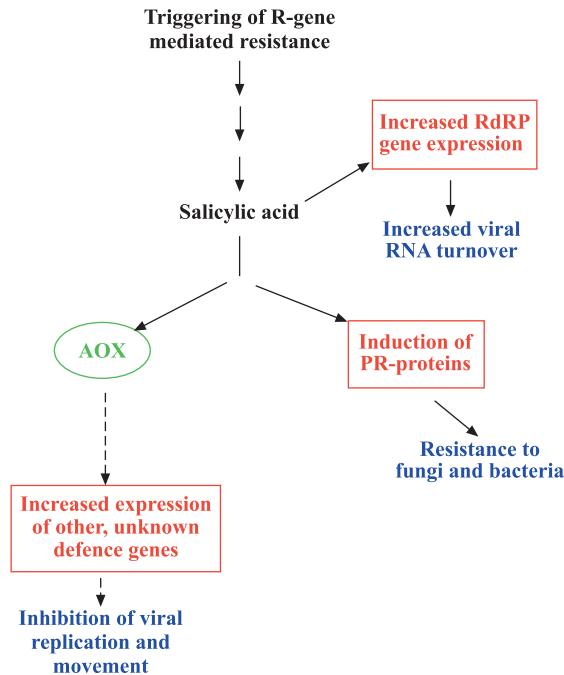 Triggering of R-gene
mediated resistance
Increased RdRP
gene expression
Salicylic acid
Increased viral
RNA turnover
AOX
Induction of
PR-proteins
Resistance to
fungi and bacteria
Increased expression
of other, unknown
defence genes
Inhibition of viral
replication and
movement